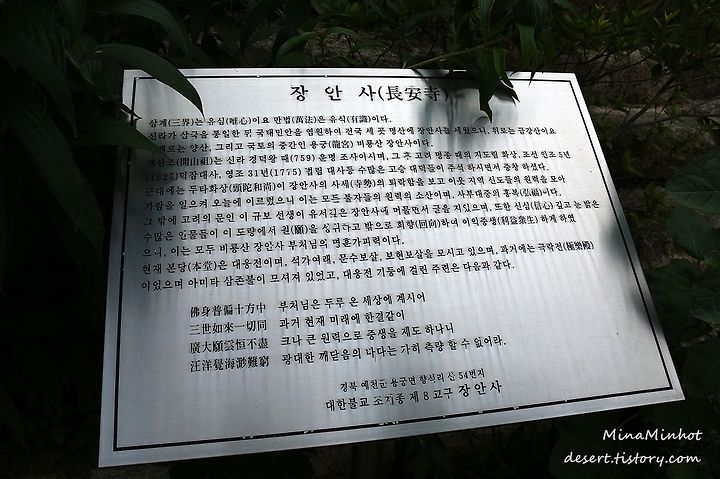 장 안 사(長安寺)
삼계(三界)는 유심(唯心)이요 만법(萬法)은 유식(有識)이다.
신라가 삼국을 통일한 뒤 국태민안을 염원하여 전국 세 곳 명산에 장안사를 세웠으니, 위로는 금강산이요
양산, 그리고 국토의 중간인 용궁(龍宮) 비룡산 장안사이다.
개산조(開山祖)는 신라 경덕왕 때(759) 운명 조사이시며, 그 후 고려 명종 때의 지도림 화상, 조선 인조 5년
(1627)덕장대사, 영조 31년(1775) 법림 대사등 수많은 고승 대덕들이 주석 하시면서 중창 하였다.
근대에는 두타화상(頭陀和尙)이 장안사의 사세(寺勢)의 퇴락함을 보고 이웃 지역 신도들의 원력을 모아
가람을 일으켜 오늘에 이르렀으니 이는 모든 불자들의 원력의 소산이며, 사부대중의 홍복(弘福)이다.
그 밖에 고려의 문인 이 규보 선생이 유서깊은 장안사에 머물면서 글을 지었으며, 또한 신심(信心) 깊고 눈 밝은
수많은 인물들이 이 도량에서 원(願)을 성취하고 밖으로 회향(回向)하여 이익중생(利益衆生)하게 하였
으니, 이는 모두 비룡산 장안사 부처님의 명훈가피력이다.
현재 본당(本堂)은 대웅전이며, 석가여래, 문수보살, 보현보살을 모시고 있으며, 과거에는 극락전(極樂殿)
이었으며 아미타 삼존불이 모셔져 있었고, 대웅전 기둥에 걸린 주련은 다음과 같다.
佛身普偏十方中 부처님은 두루 온 세상에 계시어
三世如來一切同 과거 현재 미래에 한결같이
廣大願雲恒不盡 크나 큰 원력으로 중생을 제도 하나니
汪洋覺海渺難窮 광대한 깨달음의 바다는 가히 측량 할 수 없어라.
경북 예천군 용궁면 향석리 산 54번지
대한불교 조계종 제 8 교구 장안사
MinaMinhot
desert.tistory.com